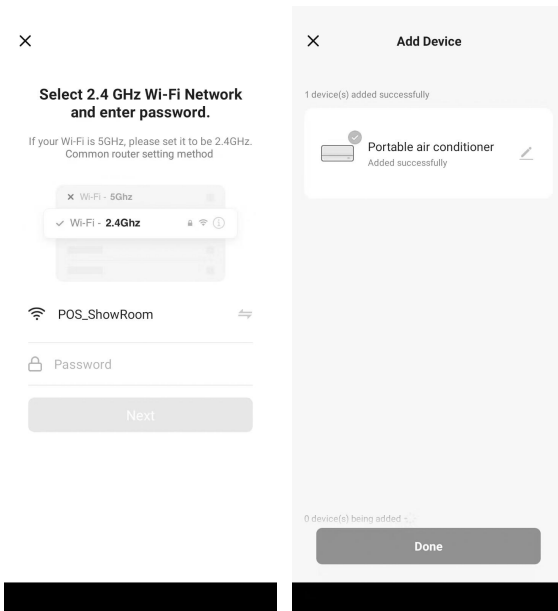 Select 2.4 GHz Wi-Fi Network
and enter password.
If your Wi-Fi is 5GHz, please set it to be 2.4GHz.
Common router setting method
Wi-Fi - 5Ghz
Wi-Fi - 2.4Ghz
POS_ShowRoom
Password
Next
Add Device
1 device(s) added successfully
Portable air conditioner
Added successfully
0 device(s) being added
Done